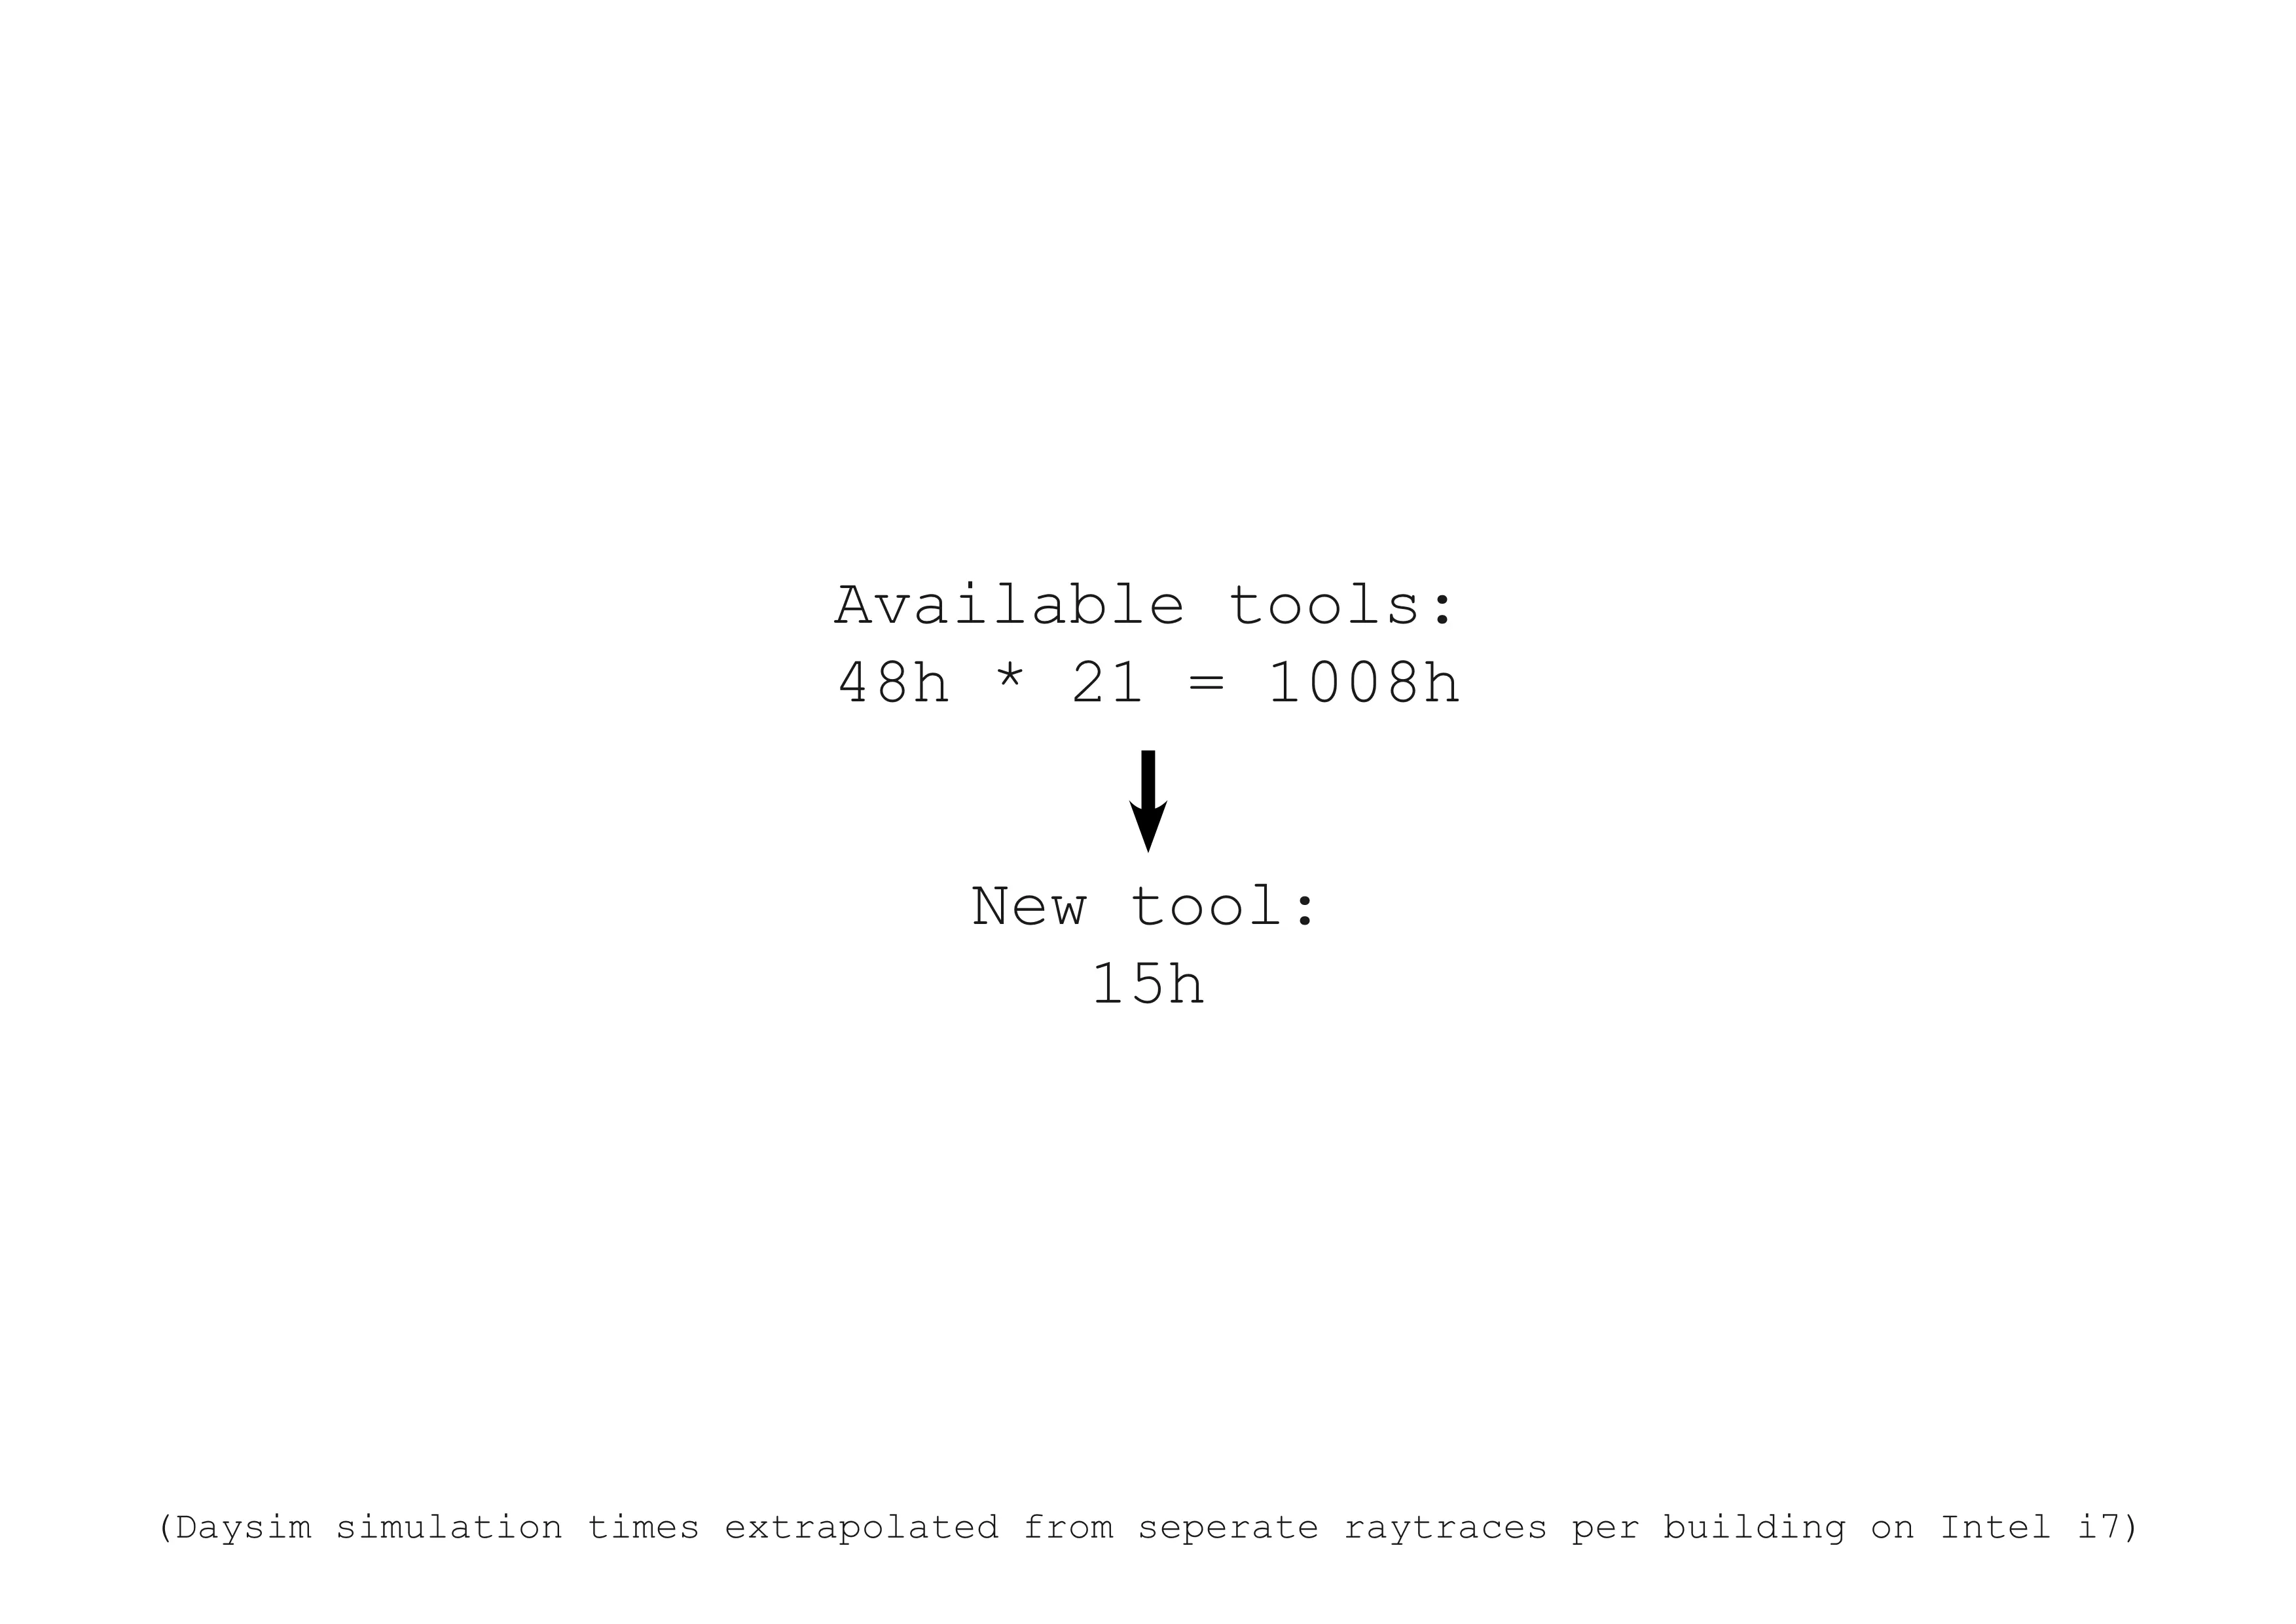 Available tools:
48h * 21 = 1008h
New tool:
15h
(Daysim simulation times extrapolated from seperate raytraces per building on Intel i7)